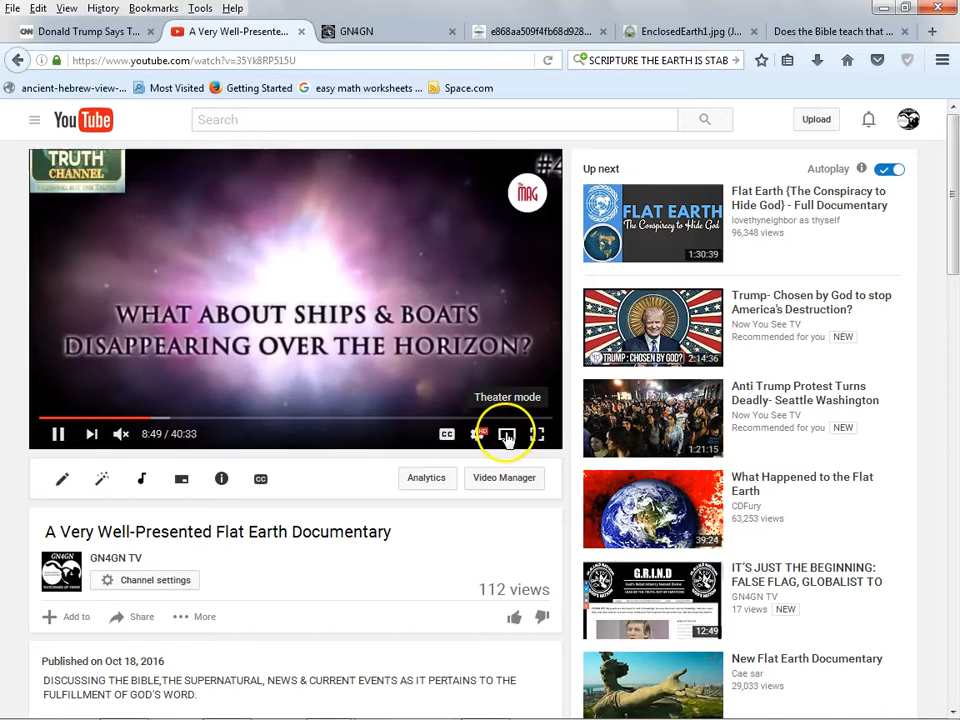 File Edit View History Bookmarks Tools Help
Donald Trump Says T...
A Very Well-Presente...
GN4GN
e868aa509f4fb68d928...
EnclosedEarth1.jpg (J...
Does the Bible teach that ...
https://www.youtube.com/watch?v=35Yk8RP515U
SCRIPTURE THE EARTH IS STAB
ancient-hebrew-view-...
Most Visited
Getting Started
easy math worksheets ...
Space.com
YouTube
Search
Upload
TRUTH
CHANNEL
#4
MAG
WHAT ABOUT SHIPS & BOATS
DISAPPEARING OVER THE HORIZON?
Theater mode
8:49 / 40:33
CC
HD
CC
Analytics
Video Manager
A Very Well-Presented Flat Earth Documentary
GN4GN TV
Channel settings
112 views
Add to
Share
More
Published on Oct 18, 2016
DISCUSSING THE BIBLE,THE SUPERNATURAL, NEWS & CURRENT EVENTS AS IT PERTAINS TO THE
FULFILLMENT OF GOD'S WORD.
Up next
Autoplay
FLAT EARTH
The Conspiracy to
Hide God
1:30:39
Flat Earth {The Conspiracy to
Hide God} - Full Documentary
lovethyneighbor as thyself
96,348 views
TRUMP: CHOSEN BY GOD?
2:14:36
Trump- Chosen by God to stop
America's Destruction?
Now You See TV
Recommended for you NEW
1:21:15
Anti Trump Protest Turns
Deadly- Seattle Washington
Now You See TV
Recommended for you NEW
39:24
What Happened to the Flat
Earth
CDFury
63,253 views
G.R.I.N.D
12:49
IT'S JUST THE BEGINNING:
FALSE FLAG, GLOBALIST TO
GN4GN TV
17 views NEW
New Flat Earth Documentary
Cae sar
29,033 views